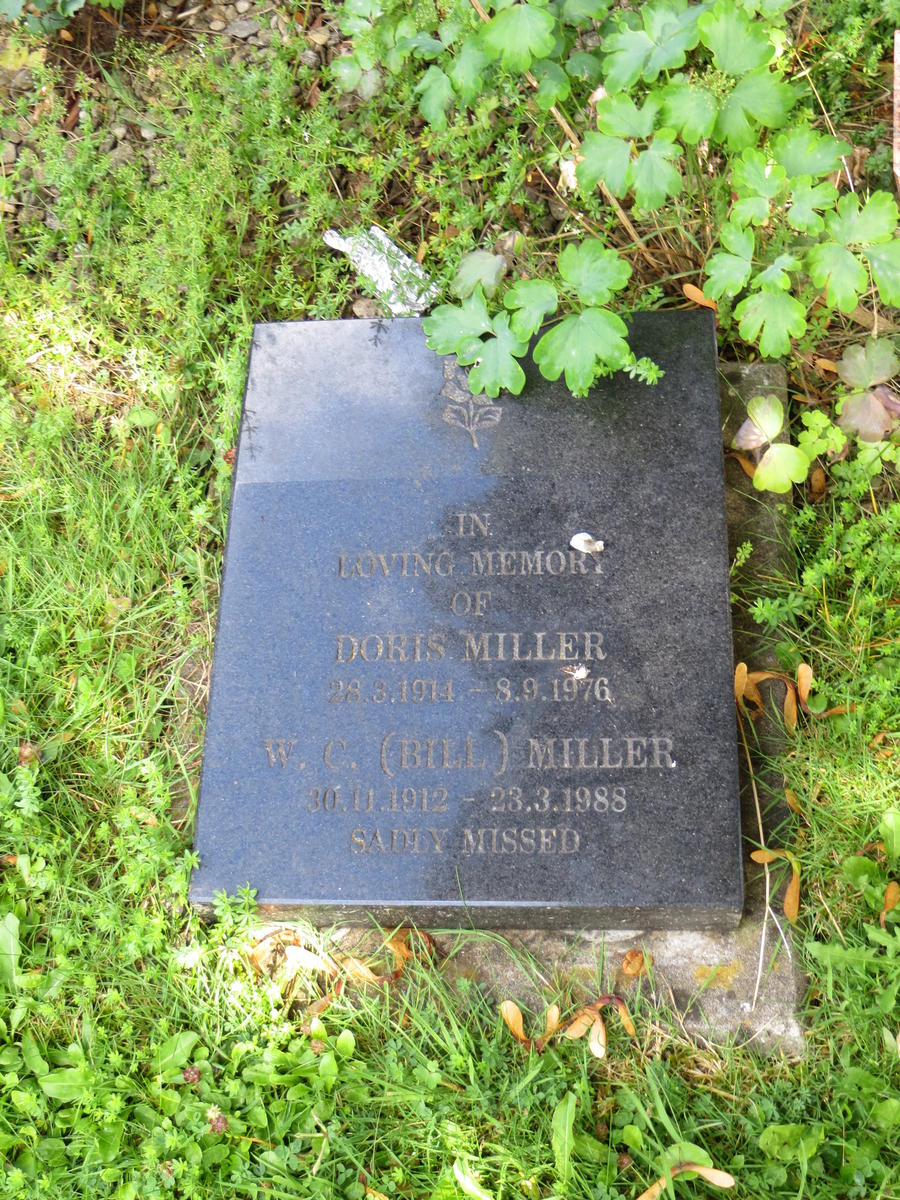 IN
LOVING MEMORY
OF
DORIS MILLER
28.3.1914 - 8.9.1976
W. C. (BILL) MILLER
30.11.1912 - 23.3.1988
SADLY MISSED